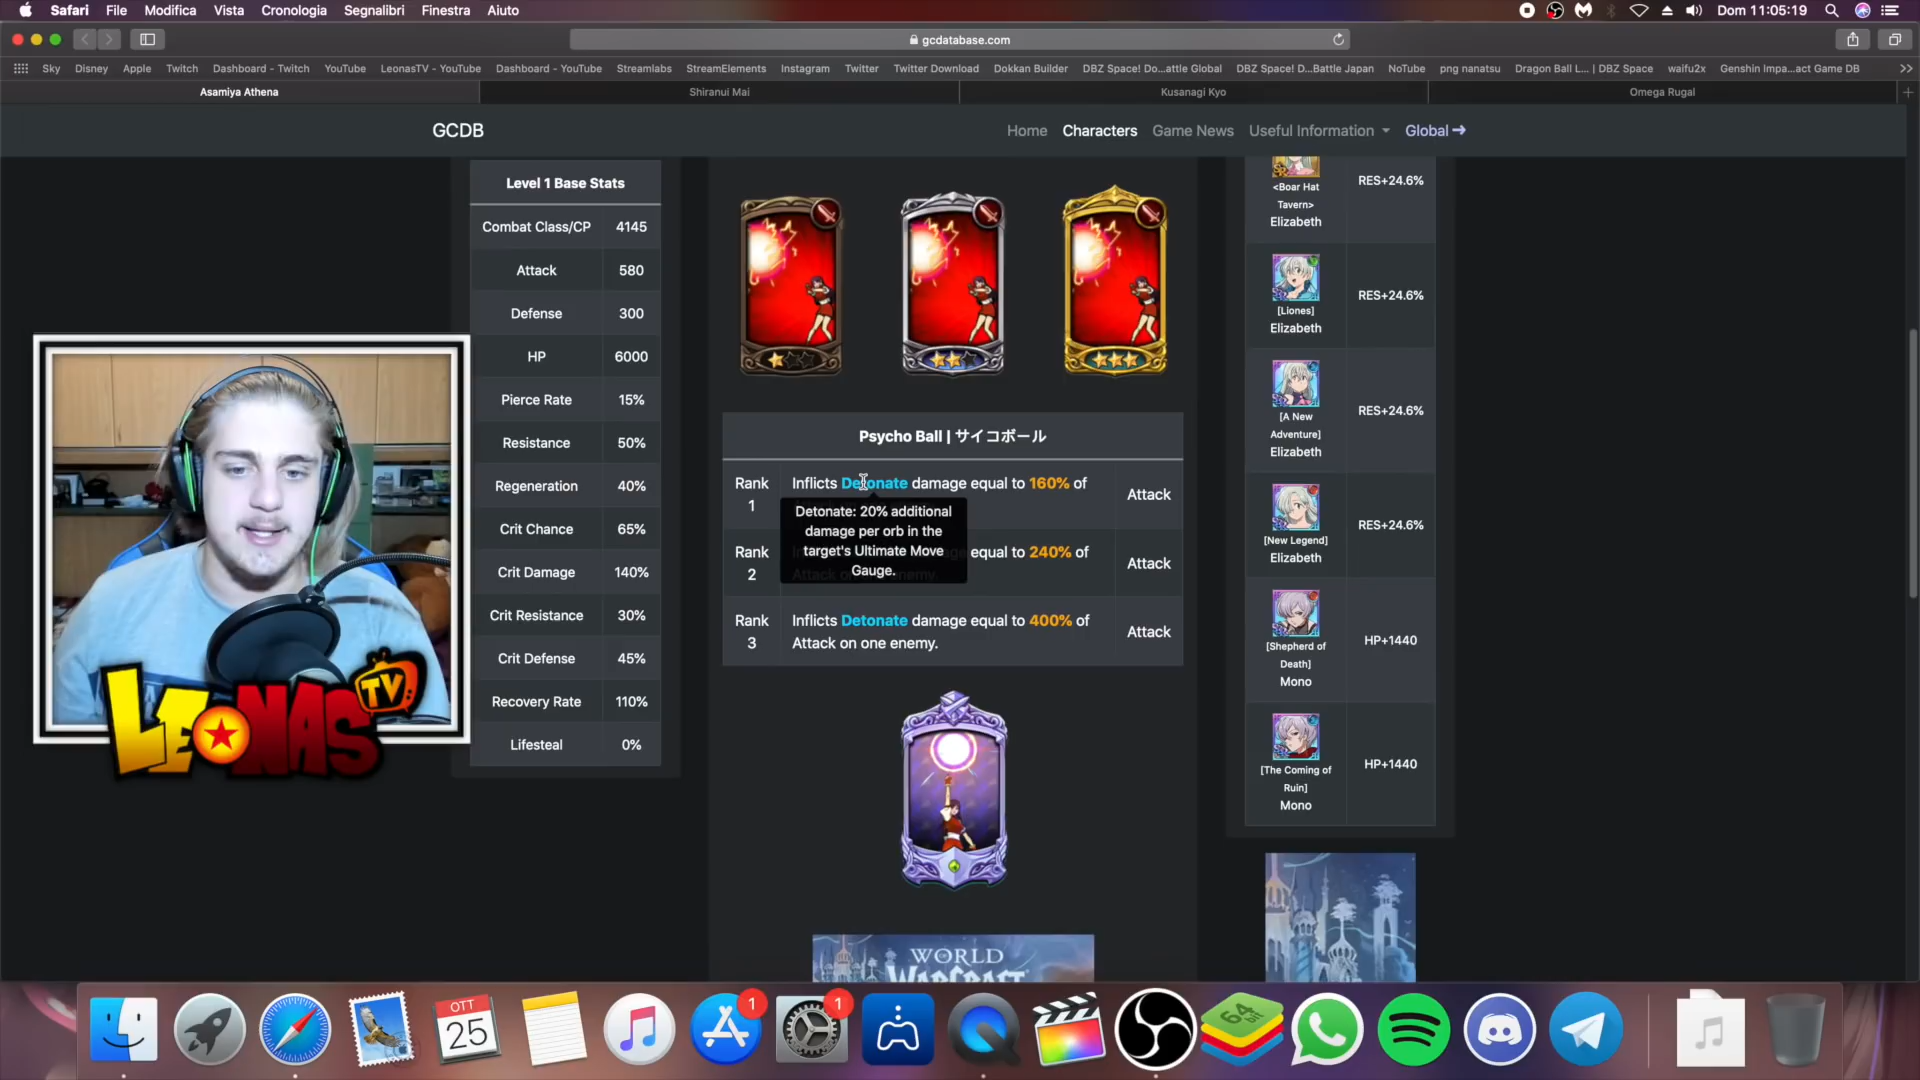 Safari File Modifica Vista Cronologia Segnalibri Finestra Aiuto
Dom 11:05:19
gcdatabase.com
Sky Disney Apple Twitch Dashboard - Twitch YouTube LeonasTV - YouTube Dashboard - YouTube Streamlabs StreamElements Instagram Twitter Twitter Download Dokkan Builder DBZ Space! Do...attle Global DBZ Space! D...Battle Japan NoTube png nanatsu Dragon Ball L... | DBZ Space waifu2x Genshin Impa...act Game DB
Asamiya Athena Shiranui Mai Kusanagi Kyo Omega Rugal
GCDB
Home Characters Game News Useful Information Global
Level 1 Base Stats
Combat Class/CP 4145
Attack 580
Defense 300
HP 6000
Pierce Rate 15%
Resistance 50%
Regeneration 40%
Crit Chance 65%
Crit Damage 140%
Crit Resistance 30%
Crit Defense 45%
Recovery Rate 110%
Lifesteal 0%
LEONAS
TV
Psycho Ball | サイコボール
Rank 1
Inflicts Detonate damage equal to 160% of
Attack
Detonate: 20% additional
damage per orb in the
target's Ultimate Move
Gauge.
Rank 2
equal to 240% of
Attack
Rank 3
Inflicts Detonate damage equal to 400% of
Attack on one enemy.
Attack
WORLD
WARCRAFT
SR
<Boar Hat
Tavern>
Elizabeth
RES+24.6%
[Liones]
Elizabeth
RES+24.6%
[A New
Adventure]
Elizabeth
RES+24.6%
[New Legend]
Elizabeth
RES+24.6%
[Shepherd of
Death]
Mono
HP+1440
[The Coming of
Ruin]
Mono
HP+1440
OTT
25
1
1
64
bit